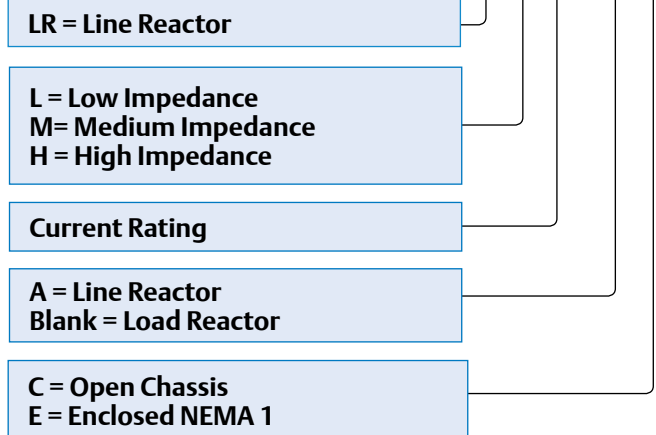 LR = Line Reactor
L = Low Impedance
M= Medium Impedance
H = High Impedance
Current Rating
A = Line Reactor
Blank = Load Reactor
C = Open Chassis
E = Enclosed NEMA 1